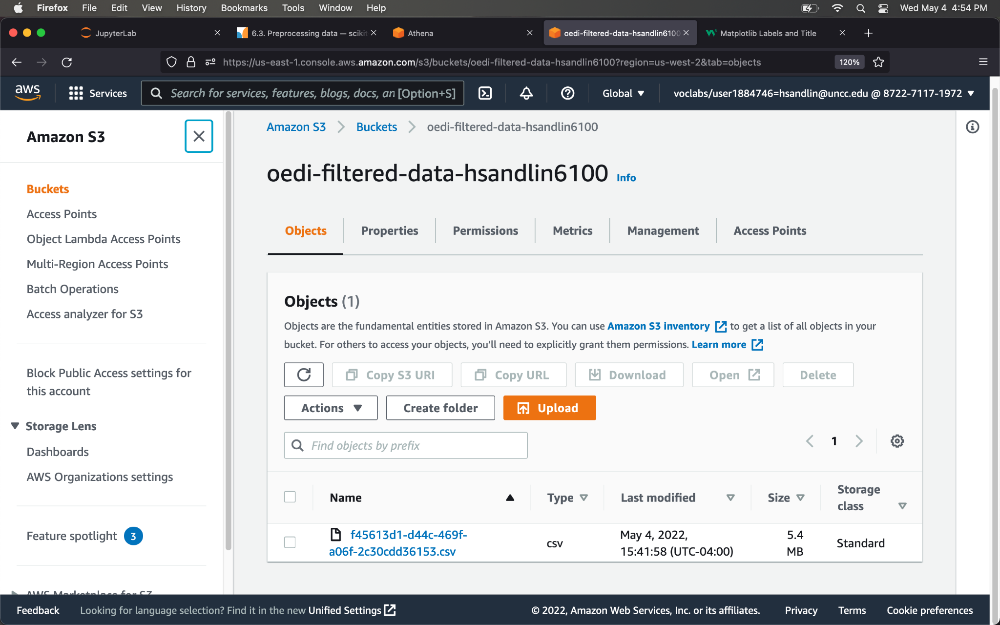 Firefox File Edit View History Bookmarks Tools Window Help Wed May 4 4:54 PM
JupyterLab 6.3. Preprocessing data — scikit Athena oedi-filtered-data-hsandlin6100 Matplotlib Labels and Title
https://us-east-1.console.aws.amazon.com/s3/buckets/oedi-filtered-data-hsandlin6100?region=us-west-2&tab=objects 120%
aws Services Search for services, features, blogs, docs, an [Option+S] Global voclabs/user1884746=hsandlin@uncc.edu @ 8722-7117-1972
Amazon S3
Buckets
Access Points
Object Lambda Access Points
Multi-Region Access Points
Batch Operations
Access analyzer for S3
Block Public Access settings for
this account
Storage Lens
Dashboards
AWS Organizations settings
Feature spotlight 3
AWS Marketplace for S3
Amazon S3 Buckets oedi-filtered-data-hsandlin6100
oedi-filtered-data-hsandlin6100 Info
Objects Properties Permissions Metrics Management Access Points
Objects (1)
Objects are the fundamental entities stored in Amazon S3. You can use Amazon S3 inventory to get a list of all objects in your
bucket. For others to access your objects, you’ll need to explicitly grant them permissions. Learn more
Copy S3 URI Copy URL Download Open Delete
Actions Create folder Upload
Find objects by prefix 1
Name Type Last modified Size Storage
class
f45613d1-d44c-469f- May 4, 2022, 5.4
csv Standard
a06f-2c30cdd36153.csv 15:41:58 (UTC-04:00) MB
Feedback Looking for language selection? Find it in the new Unified Settings © 2022, Amazon Web Services, Inc. or its affiliates. Privacy Terms Cookie preferences